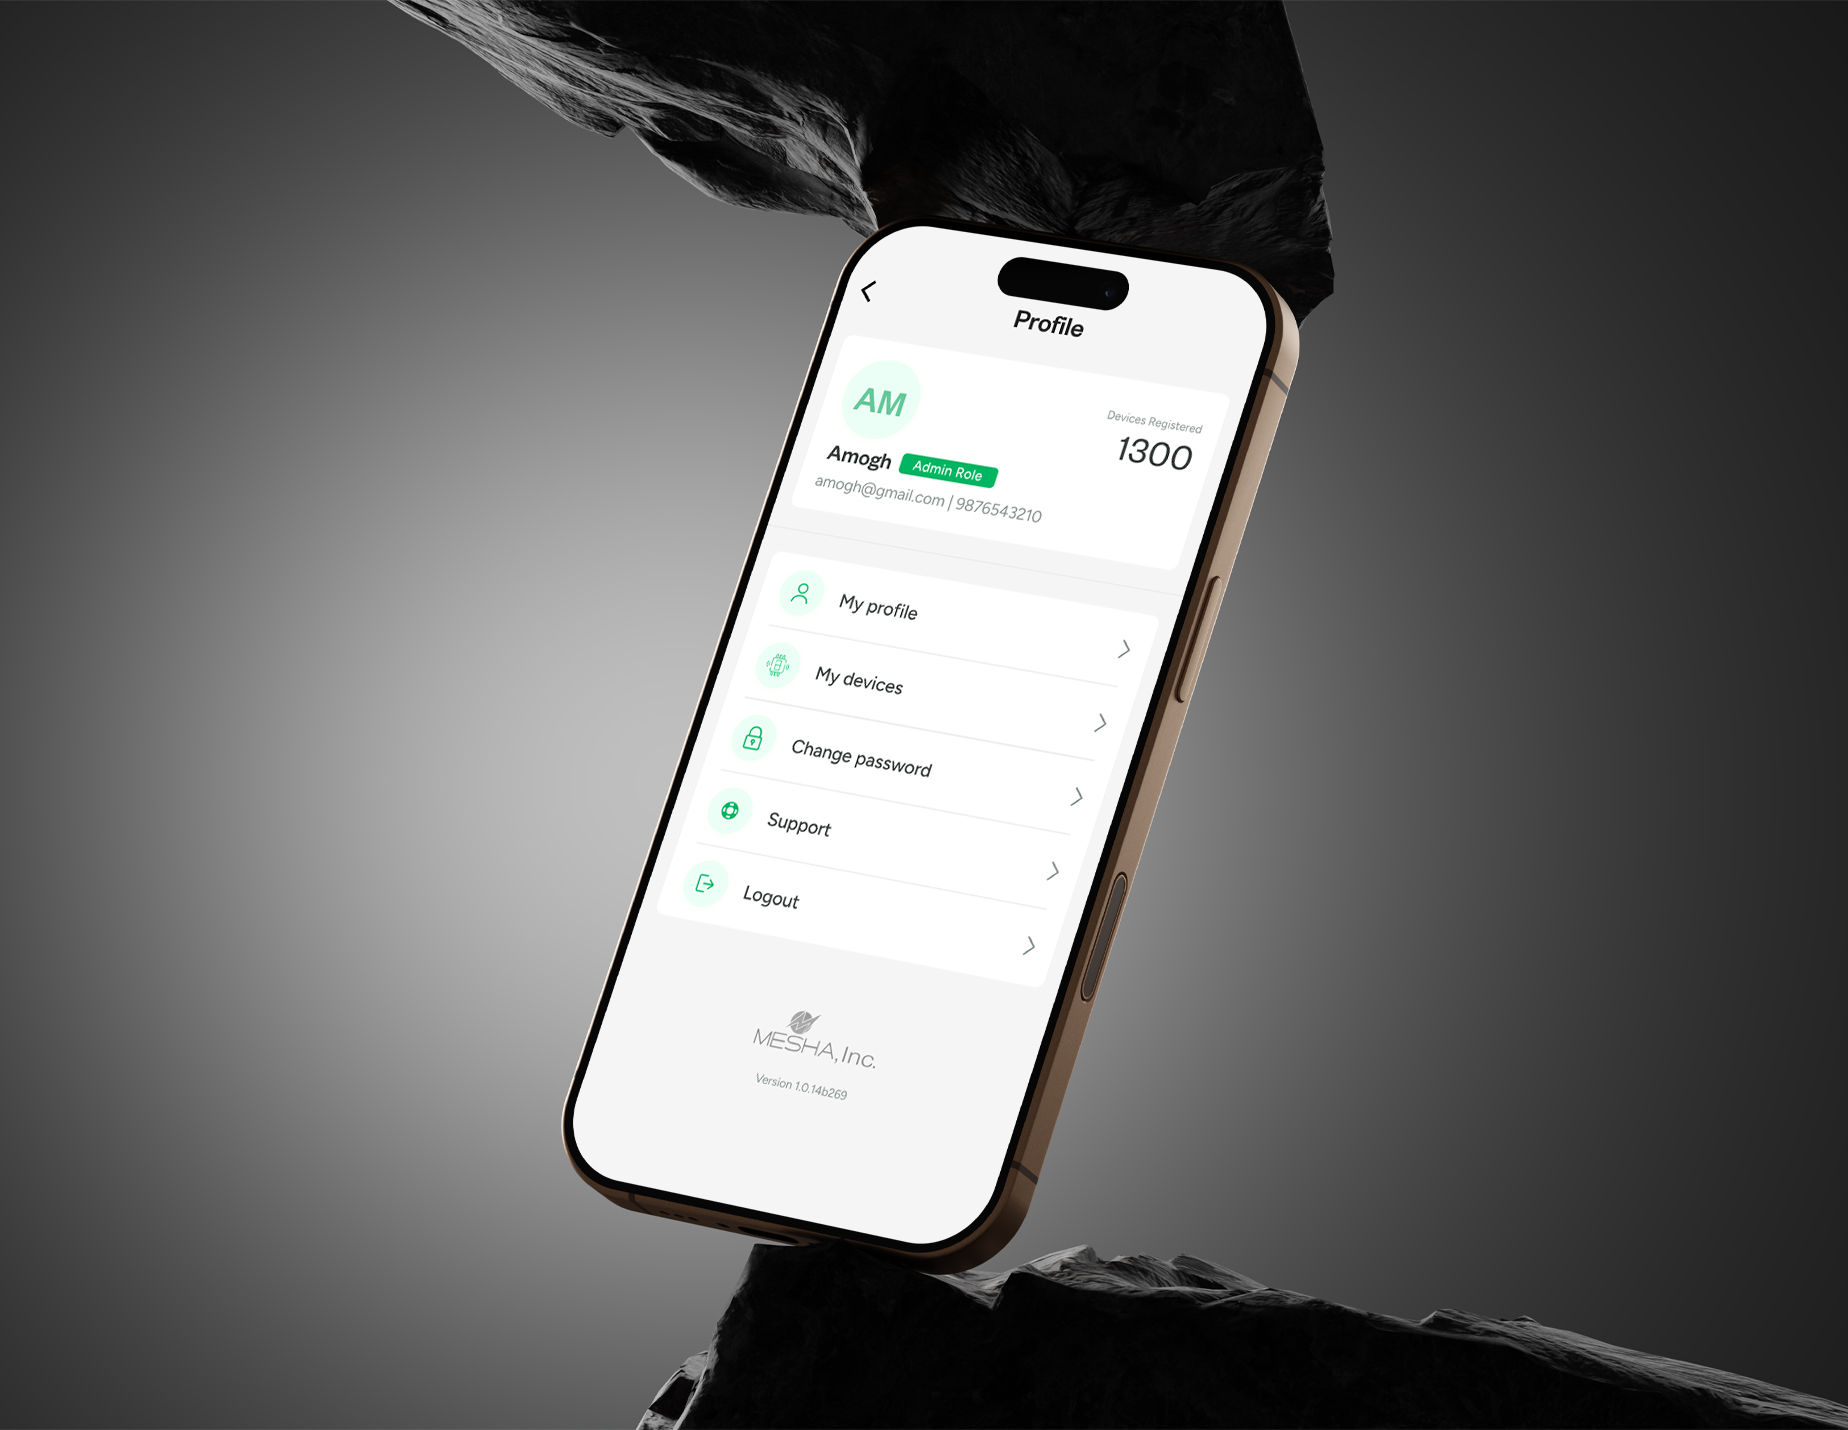 Profile
AM
Devices Registered
1300
Amogh Admin Role
amogh@gmail.com | 9876543210
My profile
My devices
Change password
Support
Logout
MESHA, Inc.
Version 1.0.14b269